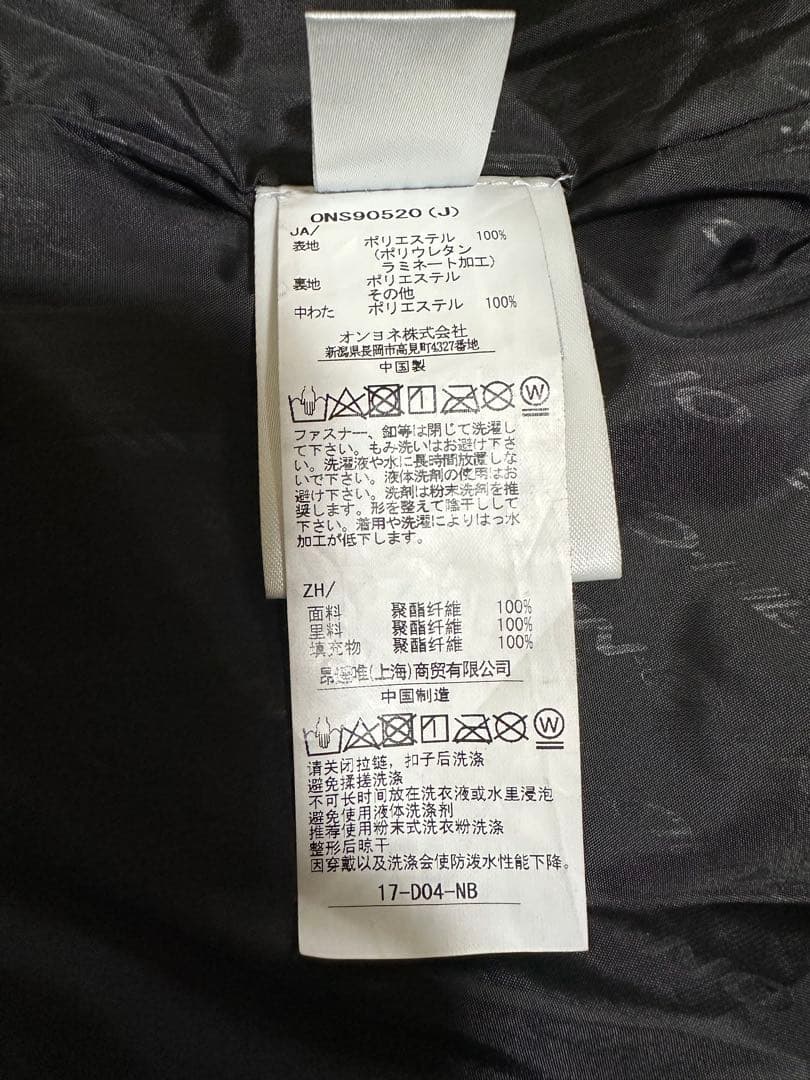 ONS90520(J)
JA/
表地 ポリエステル 100%
(ポリウレタン
ラミネート加工)
裏地 ポリエステル
その他
中わた ポリエステル 100%
オンヨネ株式会社
新潟県長岡市高見町4327番地
中国製
W
ファスナー、釦等は閉じて洗濯し
て下さい。もみ洗いはお避け下さ
い。洗濯液や水に長時間放置しな
いで下さい。液体洗剤の使用はお
避け下さい。洗剤は粉末洗剤を推
奨します。形を整えて陰干しして
下さい。着用や洗濯によりはっ水
加工が低下します。
ZH/
面料 聚酯纤維 100%
里料 聚酯纤維 100%
填充物 聚酯纤維 100%
昂逶唯(上海)商贸有限公司
中国制造
W
请关闭拉链，扣子后洗涤
避免揉搓洗涤
不可长时间放在洗衣液或水里浸泡
避免使用液体洗涤剂
推荐使用粉末式洗衣粉洗涤
整形后晾干
因穿戴以及洗涤会使防泼水性能下降。
17-D04-NB